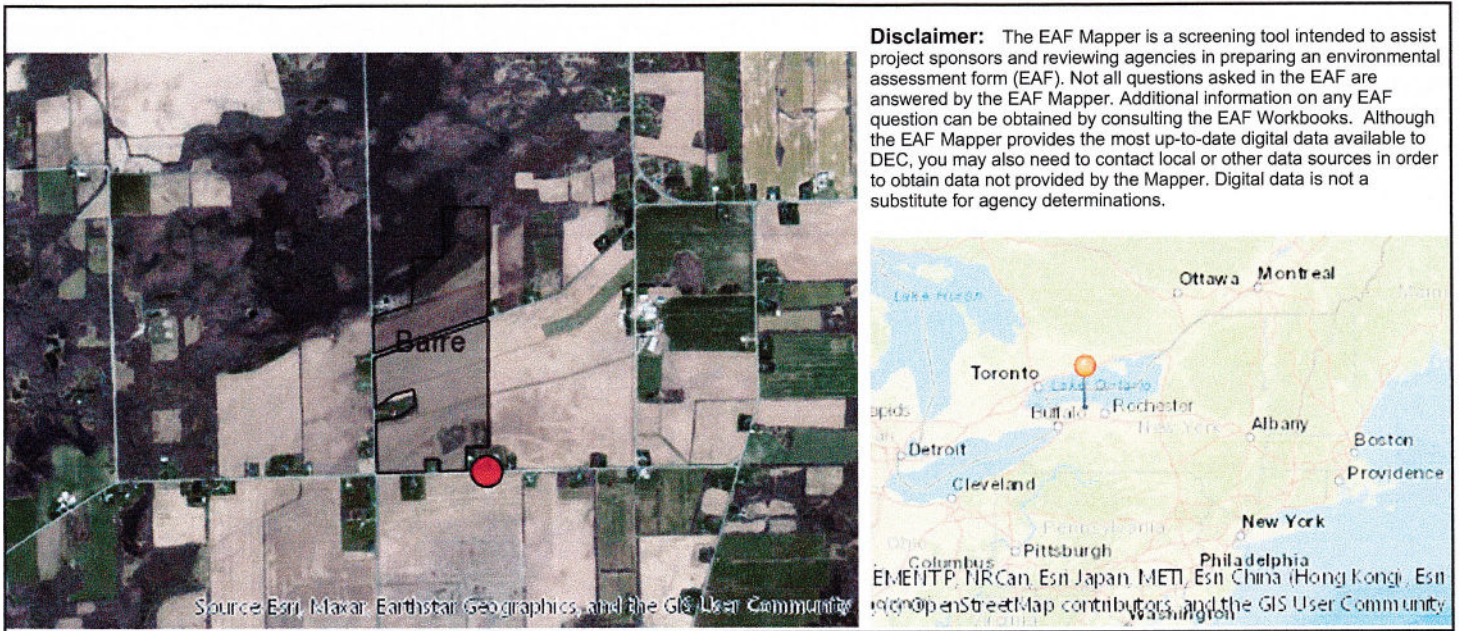 Disclaimer: The EAF Mapper is a screening tool intended to assist
project sponsors and reviewing agencies in preparing an environmental
assessment form (EAF). Not all questions asked in the EAF are
answered by the EAF Mapper. Additional information on any EAF
question can be obtained by consulting the EAF Workbooks. Although
the EAF Mapper provides the most up-to-date digital data available to
DEC, you may also need to contact local or other data sources in order
to obtain data not provided by the Mapper. Digital data is not a
substitute for agency determinations.
Barre
Source: Esri, Maxar, Earthstar Geographics, and the GIS User Community
Ottawa Montreal
Lake Huron
Toronto
Lake Ontario
Buffalo Rochester
New York
Albany
Detroit
Boston
Providence
Cleveland
New York
Pennsylvania
Ohio
Pittsburgh
Columbus
Philadelphia
NRCan, Esri Japan, METI, Esri China (Hong Kong), Esri
OpenStreetMap contributors, and the GIS User Community
Washington